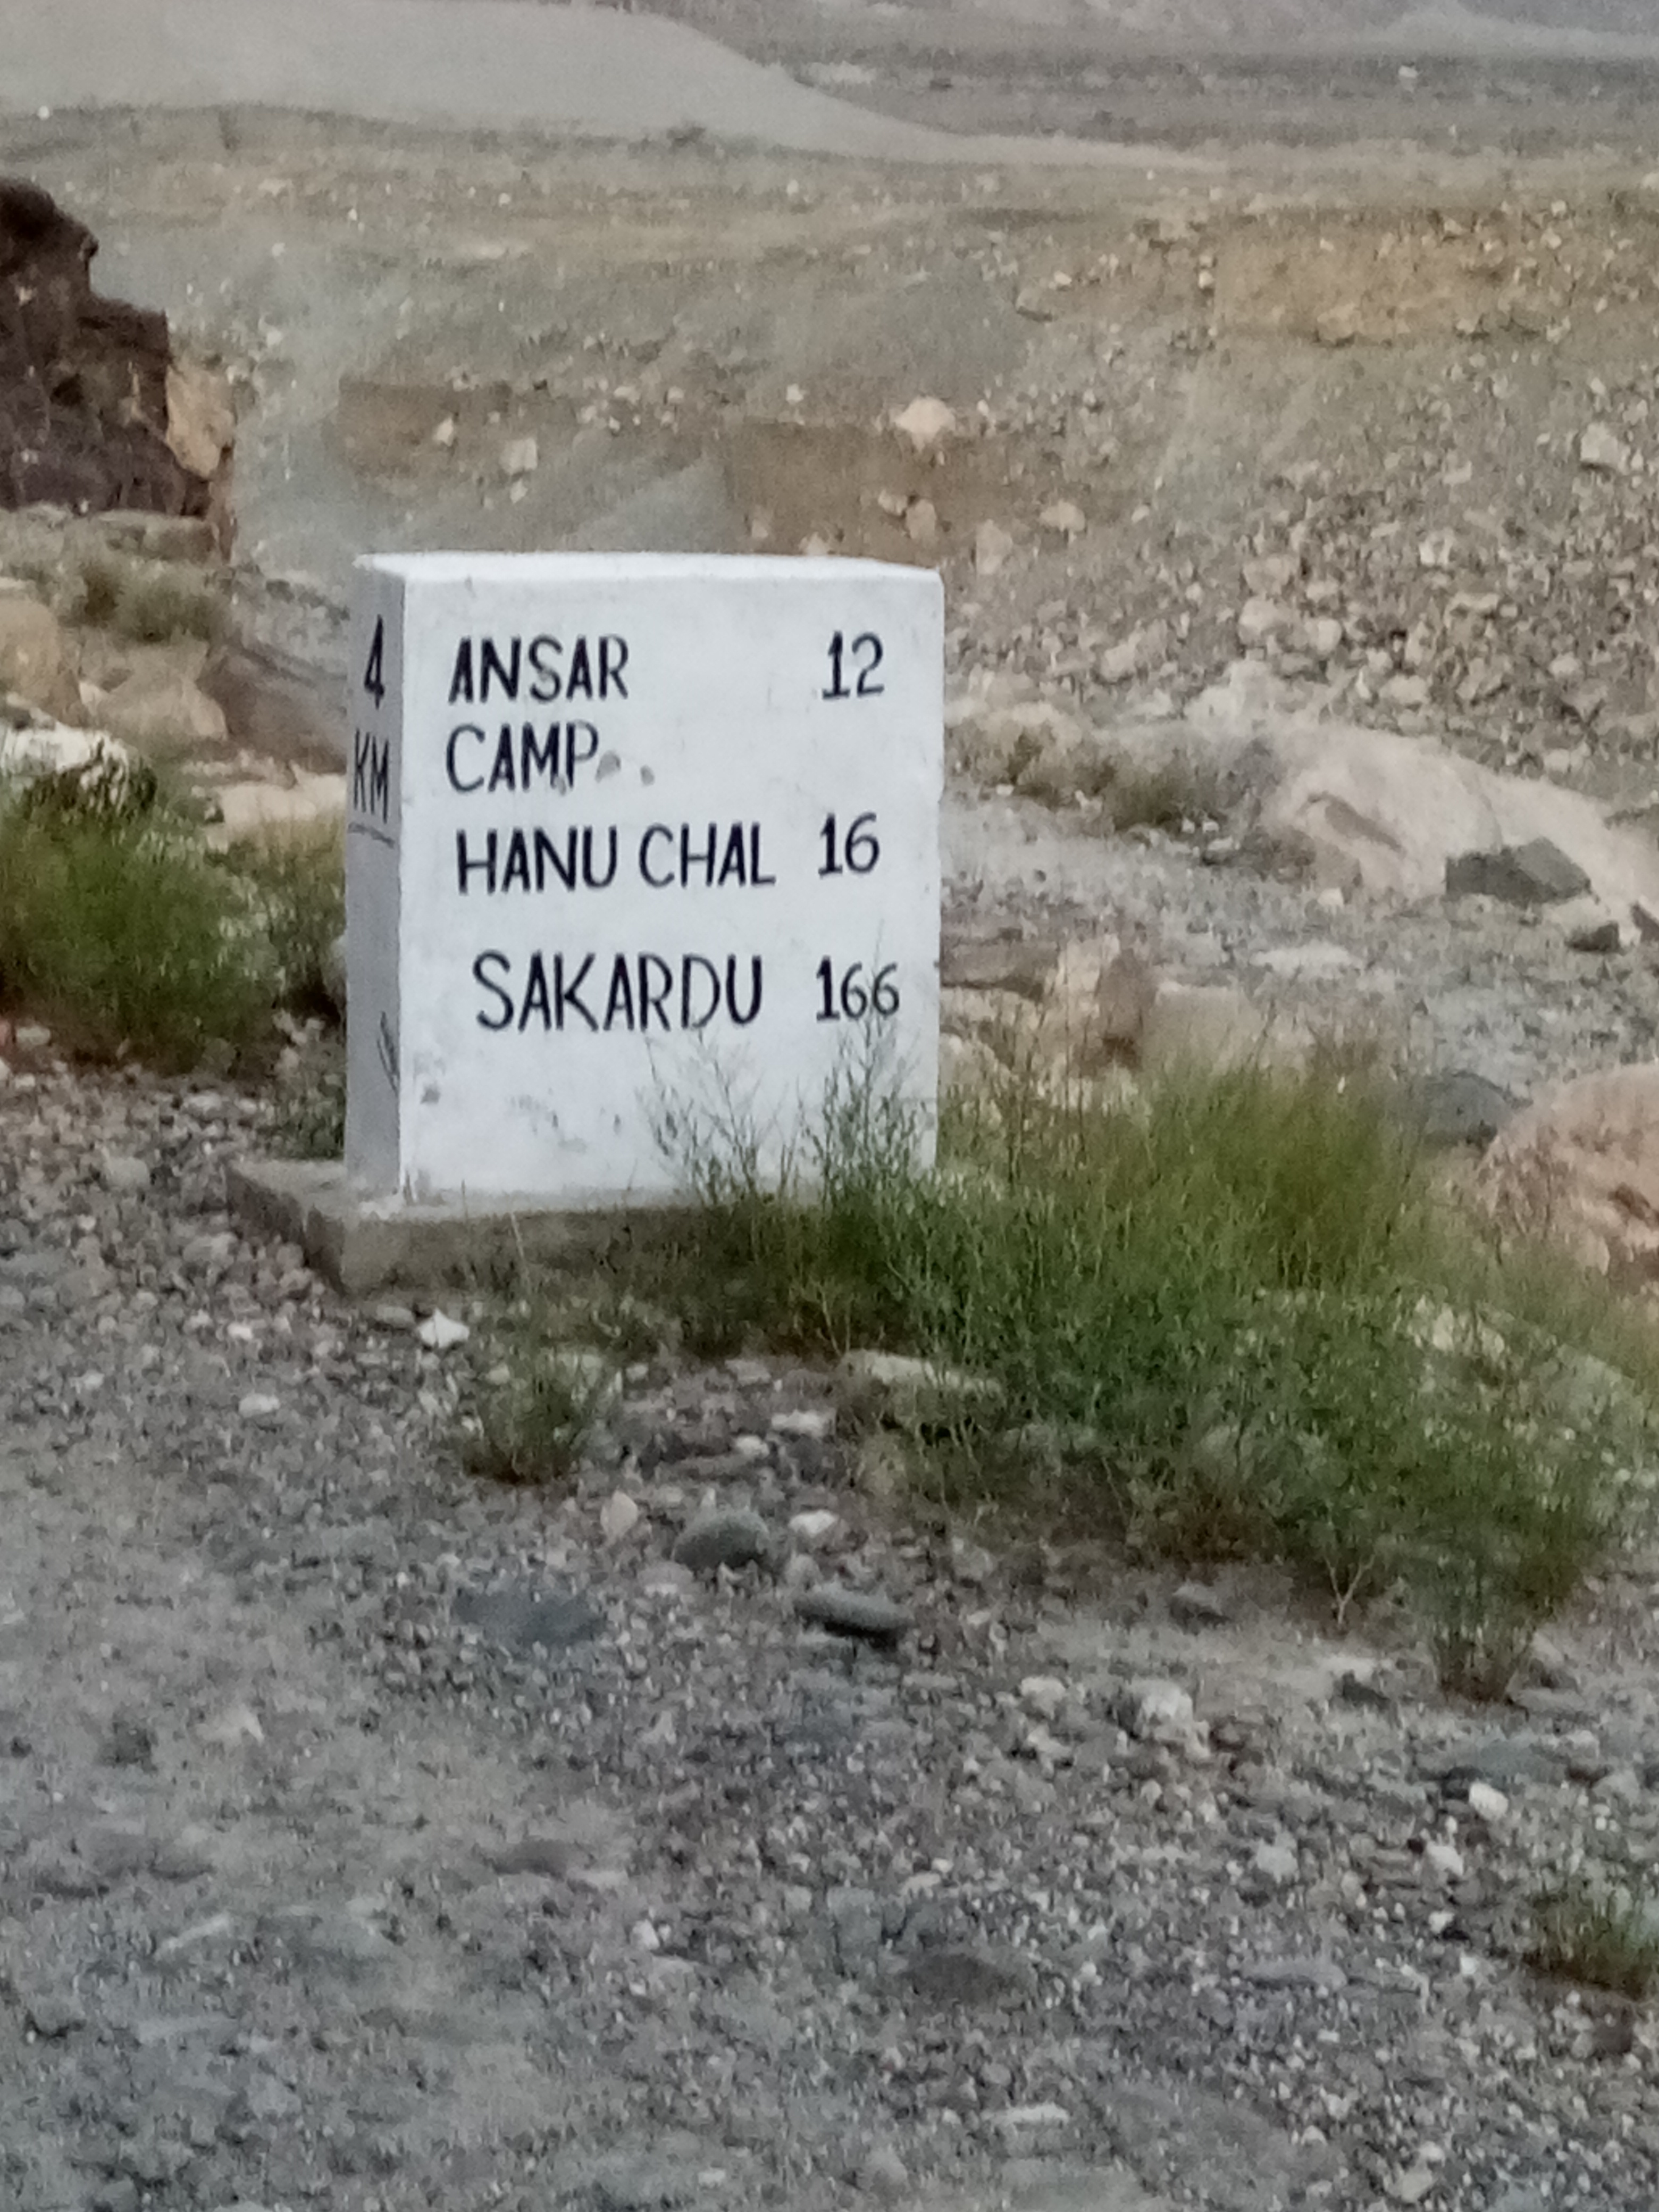 4
KM
ANSAR 12
CAMP
HANU CHAL 16
SAKARDU 166